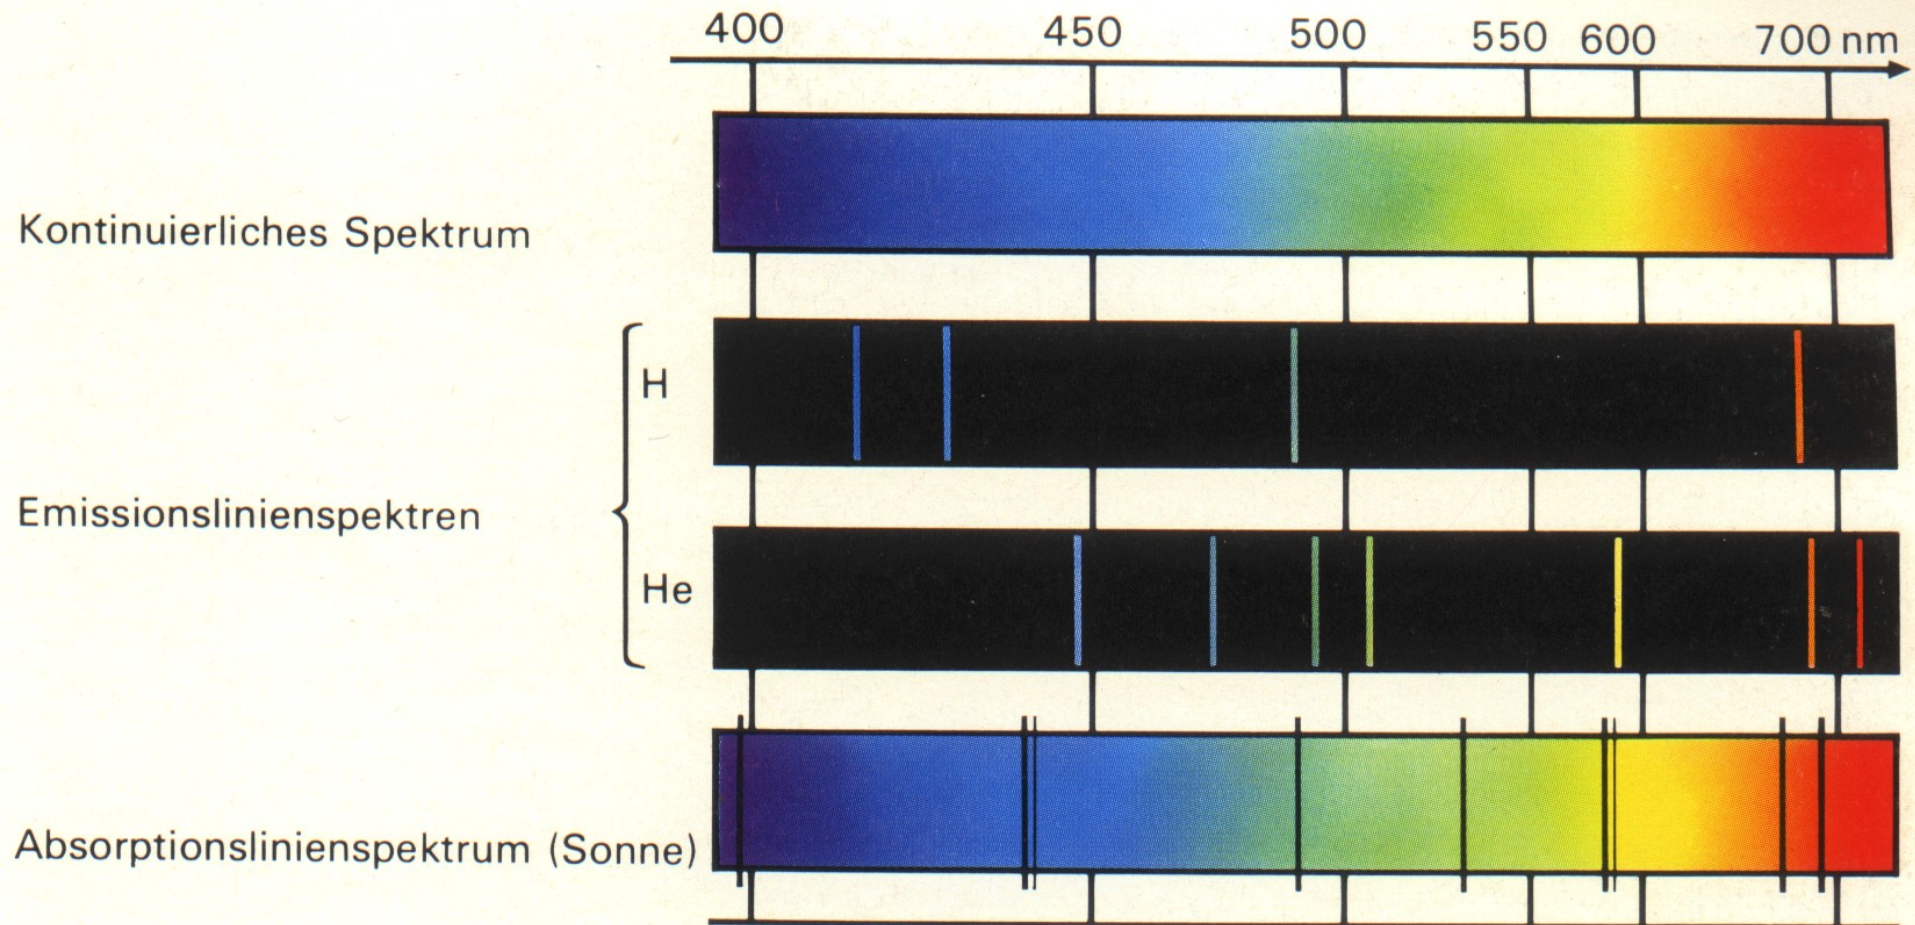 400 450 500 550 600 700 nm
Kontinuierliches Spektrum
H
Emissionslinienspektren
He
Absorptionslinienspektrum (Sonne)